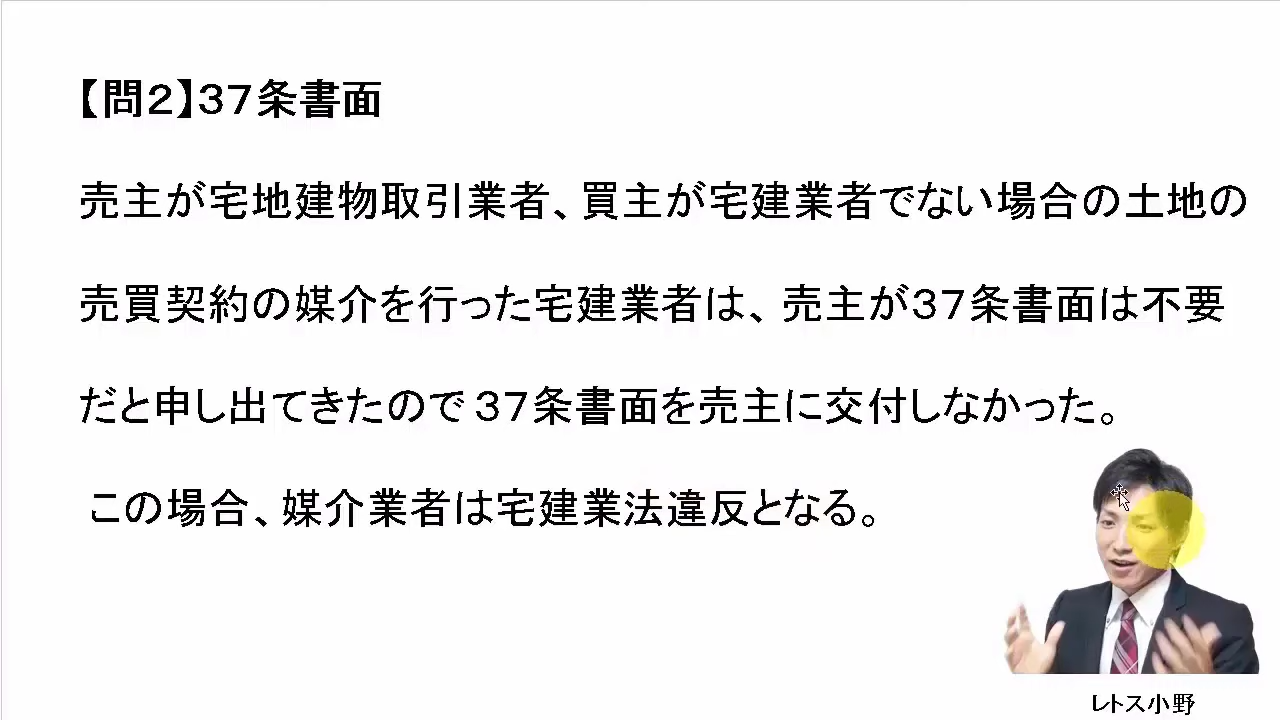 【問２】３７条書面
売主が宅地建物取引業者、買主が宅建業者でない場合の土地の
売買契約の媒介を行った宅建業者は、売主が３７条書面は不要
だと申し出てきたので３７条書面を売主に交付しなかった。
この場合、媒介業者は宅建業法違反となる。
レトス小野